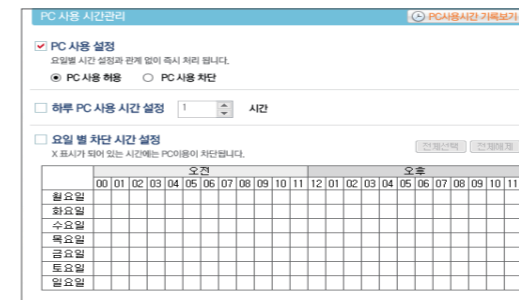 PC 사용 시간관리
PC사용시간 기록보기
PC 사용 설정
요일별 시간 설정과 관계 없이 즉시 처리 됩니다.
PC 사용 허용 PC 사용 차단
하루 PC 사용 시간 설정 1 시간
요일 별 차단 시간 설정
전체선택 전체해제
X 표시가 되어 있는 시간에는 PC이용이 차단됩니다.
오전 오후
00 01 02 03 04 05 06 07 08 09 10 11 12 01 02 03 04 05 06 07 08 09 10 11
월요일
화요일
수요일
목요일
금요일
토요일
일요일